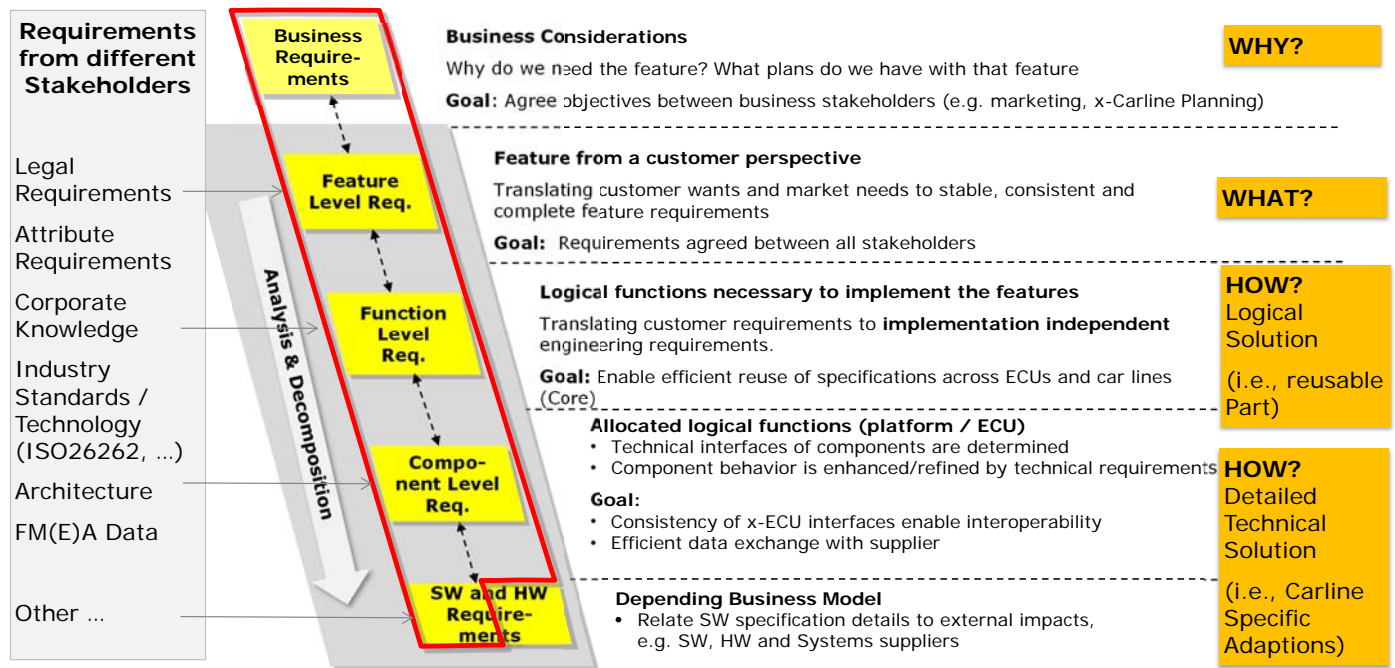 Requirements
from different
Stakeholders
Legal
Requirements
Attribute
Requirements
Corporate
Knowledge
Industry
Standards /
Technology
(ISO26262, ...)
Architecture
FM(E)A Data
Other ...
Analysis & Decomposition
Business
Require-
ments
Feature
Level Req.
Function
Level
Req.
Compo-
nent Level
Req.
SW and HW
Require-
ments
Business Considerations
Why do we need the feature? What plans do we have with that feature
Goal: Agree objectives between business stakeholders (e.g. marketing, x-Carline Planning)
WHY?
Feature from a customer perspective
Translating customer wants and market needs to stable, consistent and
complete feature requirements
Goal: Requirements agreed between all stakeholders
WHAT?
Logical functions necessary to implement the features
Translating customer requirements to implementation independent
engineering requirements.
Goal: Enable efficient reuse of specifications across ECUs and car lines
(Core)
HOW?
Logical
Solution
(i.e., reusable
Part)
Allocated logical functions (platform / ECU)
• Technical interfaces of components are determined
• Component behavior is enhanced/refined by technical requirements
Goal:
• Consistency of x-ECU interfaces enable interoperability
• Efficient data exchange with supplier
HOW?
Detailed
Technical
Solution
(i.e., Carline
Specific
Adaptions)
Depending Business Model
• Relate SW specification details to external impacts,
e.g. SW, HW and Systems suppliers